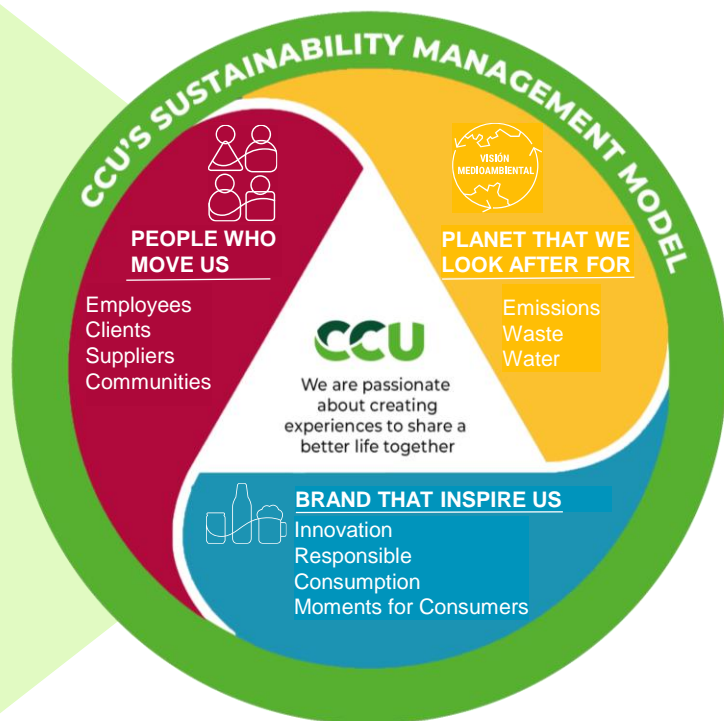 CCU'S SUSTAINABILITY MANAGEMENT MODEL
PEOPLE WHO
MOVE US
Employees
Clients
Suppliers
Communities
VISIÓN
MEDIOAMBIENTAL
PLANET THAT WE
LOOK AFTER FOR
Emissions
Waste
Water
CCU
We are passionate
about creating
experiences to share a
better life together
BRAND THAT INSPIRE US
Innovation
Responsible
Consumption
Moments for Consumers